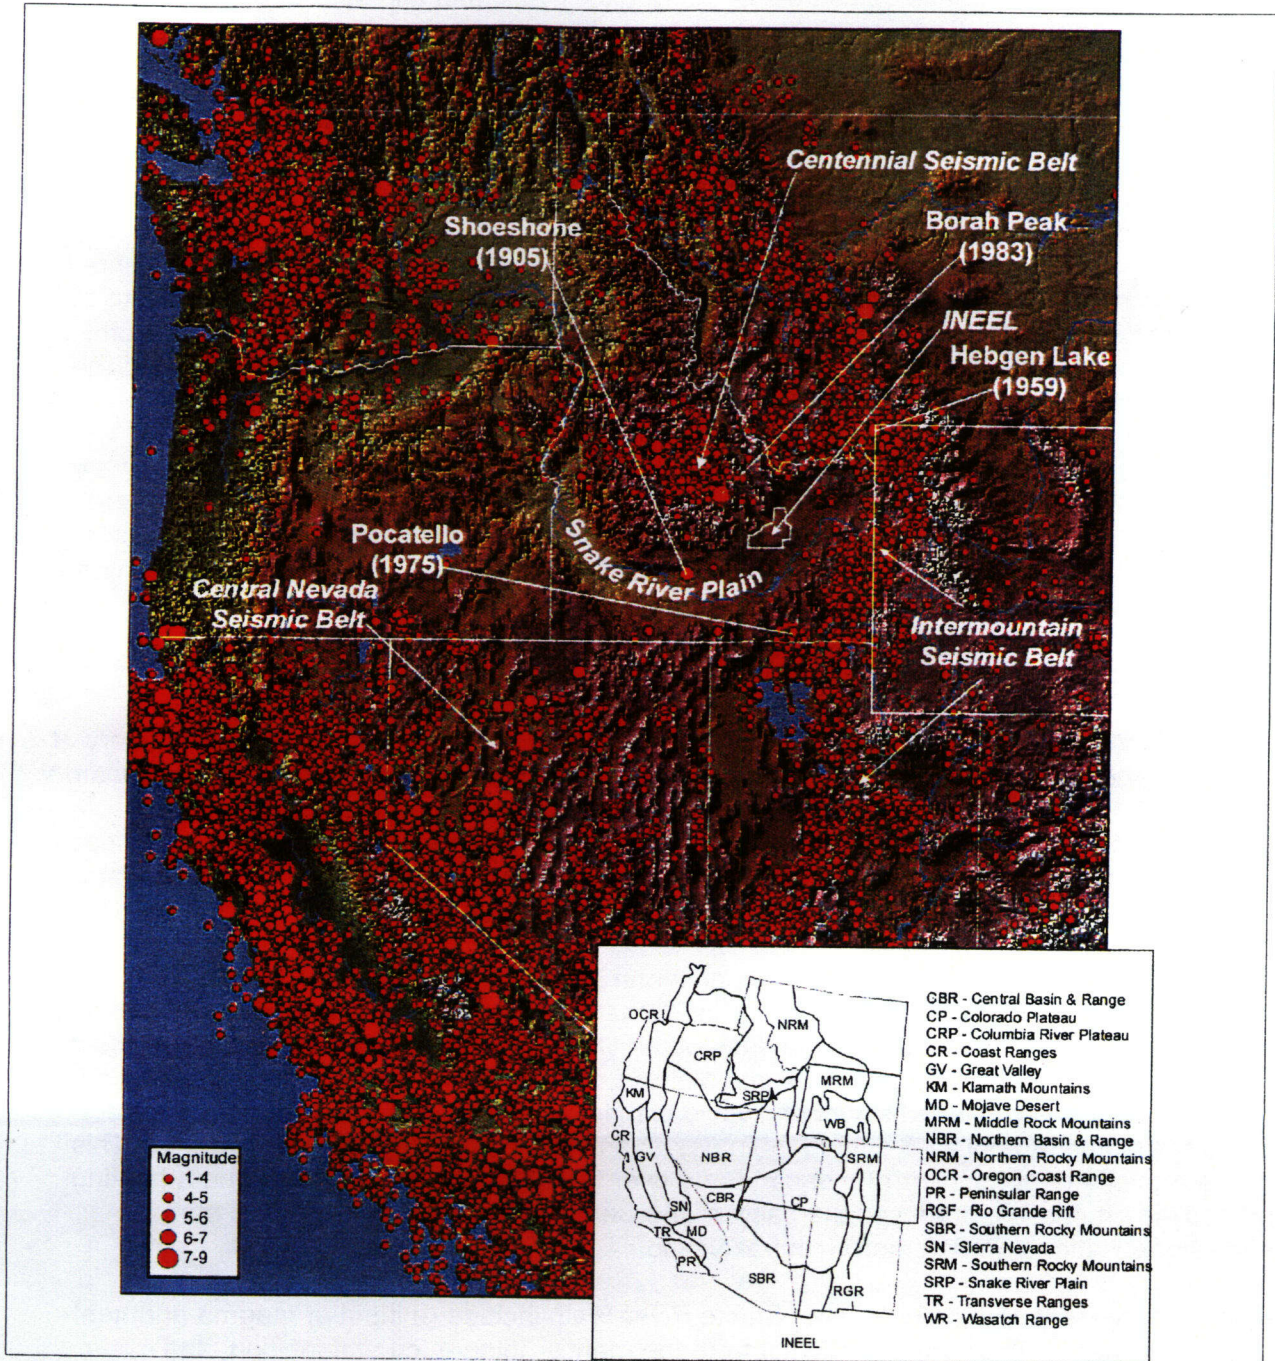 Centennial Seismic Belt
Shoeshone
(1905)
Borah Peak
(1983)
INEEL
Hebgen Lake
(1959)
Pocatello
(1975)
Snake River Plain
Central Nevada
Seismic Belt
Intermountain
Seismic Belt
Magnitude
1-4
4-5
5-6
6-7
7-9
OCR
NRM
CRP
MRM
KM
SRP
WB
CR
GV
NBR
SRM
CBR
CP
SN
TR
MD
PR
SBR
RGR
INEEL
CBR - Central Basin & Range
CP - Colorado Plateau
CRP - Columbia River Plateau
CR - Coast Ranges
GV - Great Valley
KM - Klamath Mountains
MD - Mojave Desert
MRM - Middle Rock Mountains
NBR - Northern Basin & Range
NRM - Northern Rocky Mountains
OCR - Oregon Coast Range
PR - Peninsular Range
RGF - Rio Grande Rift
SBR - Southern Rocky Mountains
SN - Sierra Nevada
SRM - Southern Rocky Mountains
SRP - Snake River Plain
TR - Transverse Ranges
WR - Wasatch Range